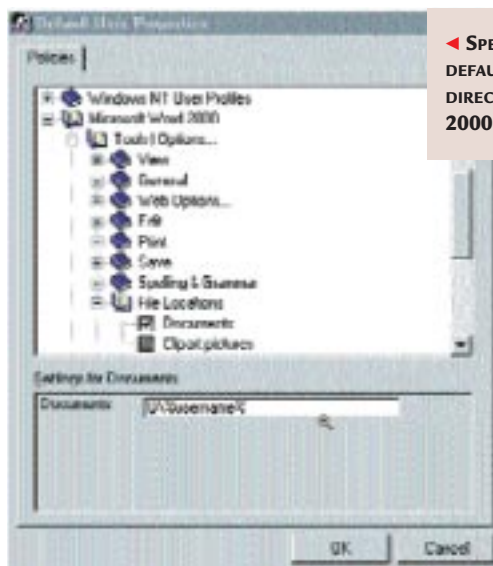 Default User Properties
Policies
◄ SPE
DEFAU
DIREC
2000
Windows NT User Profiles
Microsoft Word 2000
Tools | Options...
View
General
Web Options...
Edit
Print
Save
Spelling & Grammar
File Locations
Documents
Clipart pictures
Settings for Documents
Documents
OK Cancel